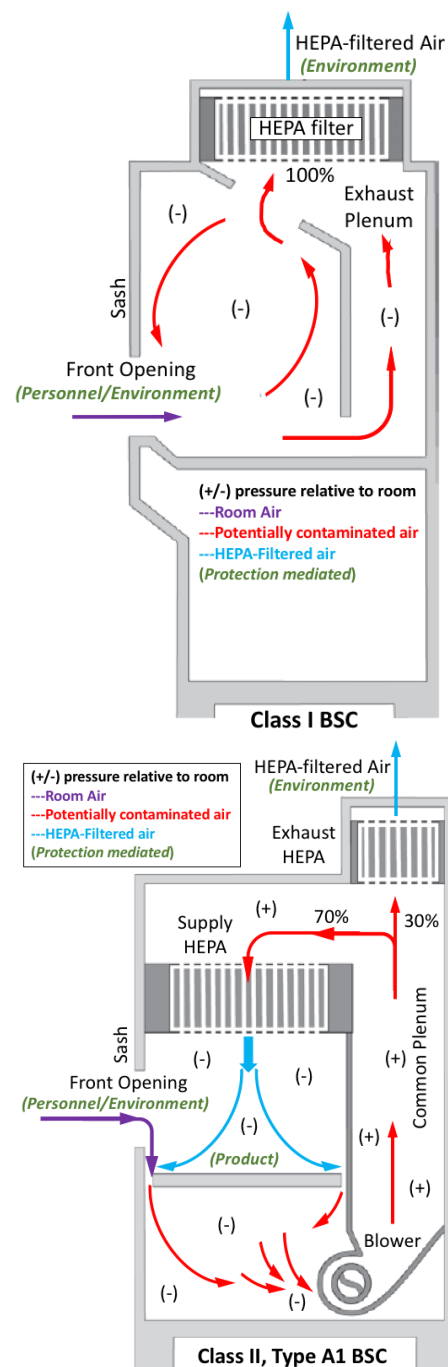 HEPA-filtered Air
(Environment)
HEPA filter
100%
Exhaust
Plenum
(-)
Sash
(-)
(-)
Front Opening
(Personnel/Environment)
(-)
(+/-) pressure relative to room
---Room Air
---Potentially contaminated air
---HEPA-Filtered air
(Protection mediated)
Class I BSC
(+/-) pressure relative to room
---Room Air
---Potentially contaminated air
---HEPA-Filtered air
(Protection mediated)
HEPA-filtered Air
(Environment)
Exhaust
HEPA
(+)
70%
30%
Supply
HEPA
Sash
Common Plenum
(-)
(-)
(+)
Front Opening
(Personnel/Environment)
(-)
(+)
(Product)
(+)
(-)
Blower
(-)
(-)
Class II, Type A1 BSC